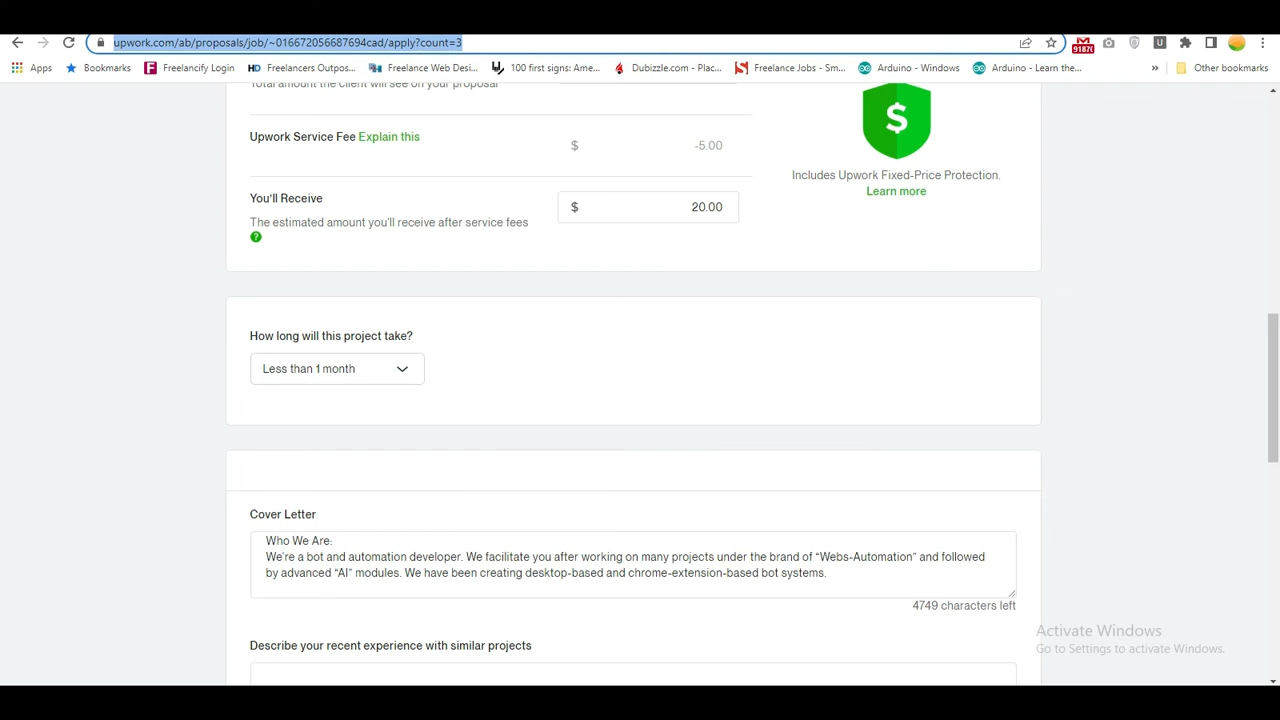 upwork.com/ab/proposals/job/~016672056687694cad/apply?count=3
91870
U
Apps
Bookmarks
Freelancify Login
HD Freelancers Outpos...
Freelance Web Desi...
100 first signs: Ame...
Dubizzle.com - Plac...
Freelance Jobs - Sm...
Arduino - Windows
Arduino - Learn the...
»
Other bookmarks
Total amount the client will see on your proposal
Upwork Service Fee Explain this
$ -5.00
$
Includes Upwork Fixed-Price Protection.
Learn more
You'll Receive
$ 20.00
The estimated amount you'll receive after service fees
?
How long will this project take?
Less than 1 month
Cover Letter
Who We Are:
We're a bot and automation developer. We facilitate you after working on many projects under the brand of “Webs-Automation” and followed
by advanced “AI” modules. We have been creating desktop-based and chrome-extension-based bot systems.
4749 characters left
Describe your recent experience with similar projects
Activate Windows
Go to Settings to activate Windows.